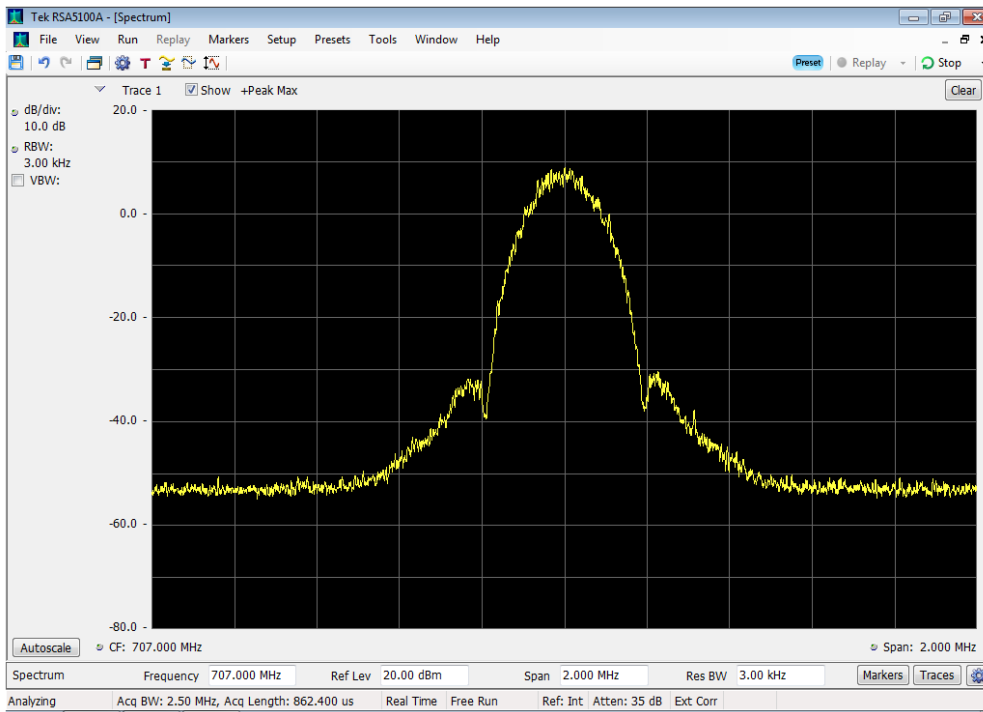 Tek RSA5100A - [Spectrum]
File View Run Replay Markers Setup Presets Tools Window Help
T Preset Replay Stop
Trace 1 Show +Peak Max Clear
dB/div:
10.0 dB
RBW:
3.00 kHz
VBW:
20.0 -
0.0 -
-20.0 -
-40.0 -
-60.0 -
-80.0 -
Autoscale CF: 707.000 MHz Span: 2.000 MHz
Spectrum Frequency 707.000 MHz Ref Lev 20.00 dBm Span 2.000 MHz Res BW 3.00 kHz Markers Traces
Analyzing Acq BW: 2.50 MHz, Acq Length: 862.400 us Real Time Free Run Ref: Int Atten: 35 dB Ext Corr